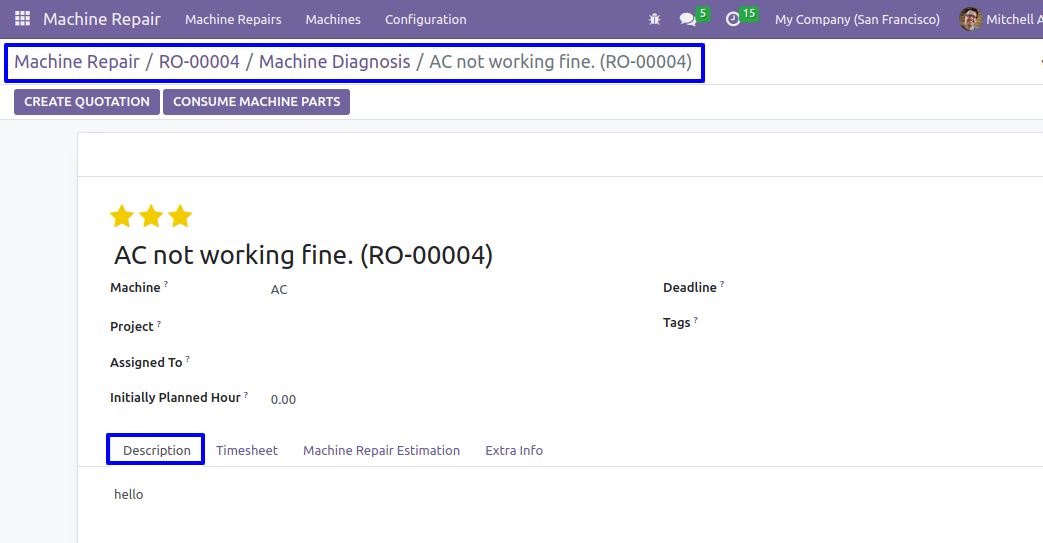 Machine Repair Machine Repairs Machines Configuration 5 15 My Company (San Francisco) Mitchell A
Machine Repair / RO-00004 / Machine Diagnosis / AC not working fine. (RO-00004)
CREATE QUOTATION CONSUME MACHINE PARTS
AC not working fine. (RO-00004)
Machine ? AC Deadline ?
Project ? Tags ?
Assigned To ?
Initially Planned Hour ? 0.00
Description Timesheet Machine Repair Estimation Extra Info
hello